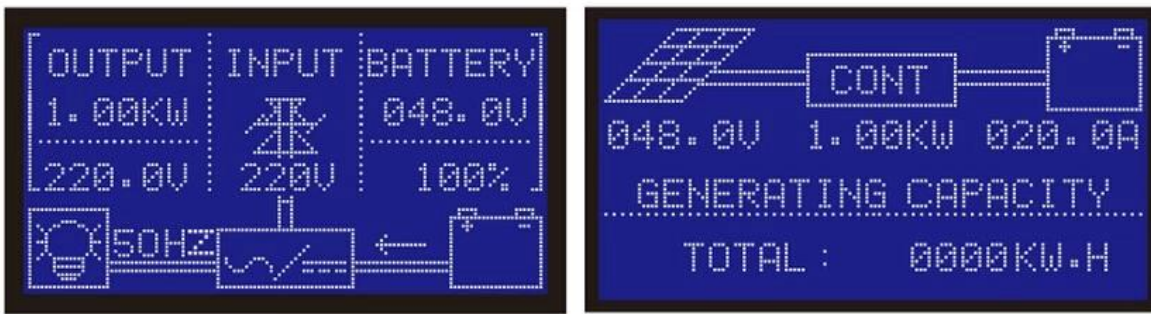 OUTPUT INPUT BATTERY
1.00KW 048.0V
220.0V 220V 100%
50HZ
CONT
048.0V 1.00KW 020.0A
GENERATING CAPACITY
TOTAL: 0000KW.H